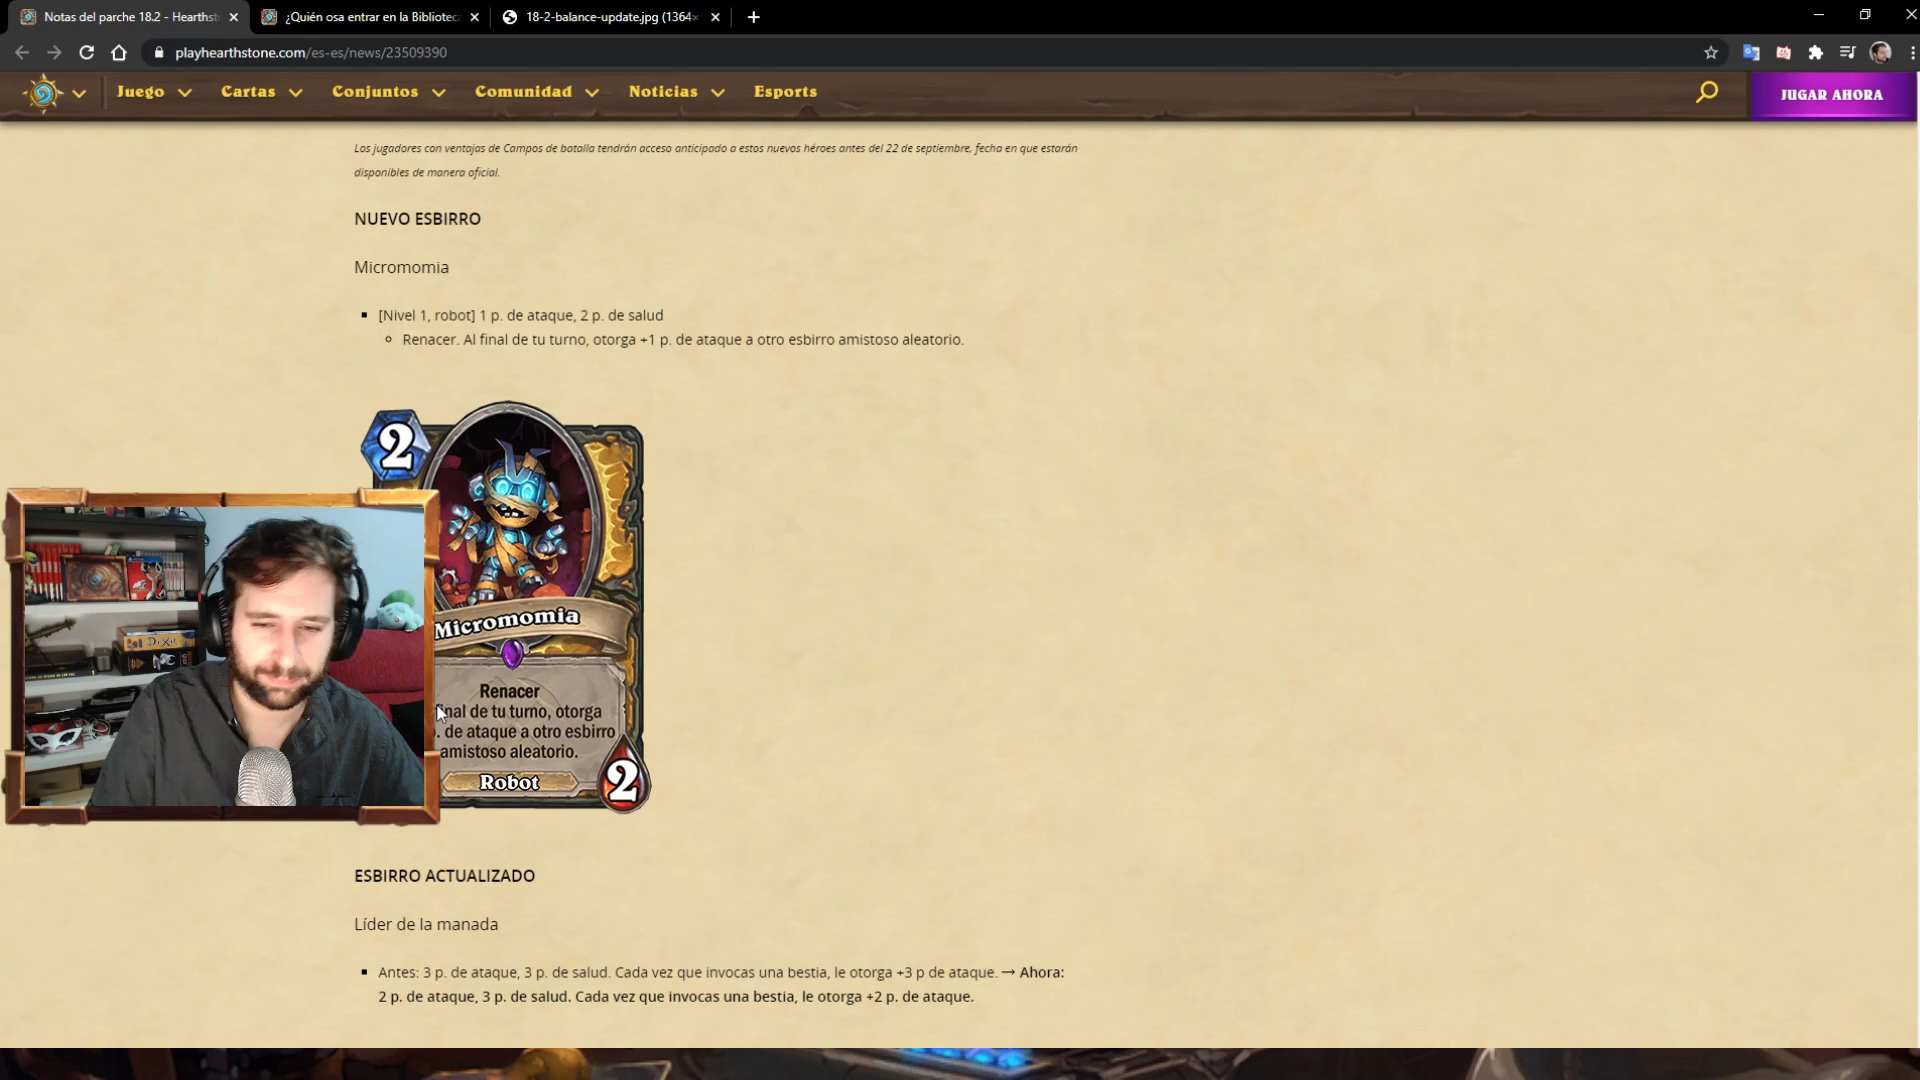 Notas del parche 18.2 - Hearthst
¿Quién osa entrar en la Bibliotec
18-2-balance-update.jpg (1364×
playhearthstone.com/es-es/news/23509390
Juego
Cartas
Conjuntos
Comunidad
Noticias
Esports
JUGAR AHORA
Los jugadores con ventajas de Campos de batalla tendrán acceso anticipado a estos nuevos héroes antes del 22 de septiembre, fecha en que estarán
disponibles de manera oficial.
NUEVO ESBIRRO
Micromomia
[Nivel 1, robot] 1 p. de ataque, 2 p. de salud
Renacer. Al final de tu turno, otorga +1 p. de ataque a otro esbirro amistoso aleatorio.
2
Micromomia
Renacer
final de tu turno, otorga
. de ataque a otro esbirro
amistoso aleatorio.
Robot
2
ESBIRRO ACTUALIZADO
Líder de la manada
Antes: 3 p. de ataque, 3 p. de salud. Cada vez que invocas una bestia, le otorga +3 p de ataque. → Ahora:
2 p. de ataque, 3 p. de salud. Cada vez que invocas una bestia, le otorga +2 p. de ataque.